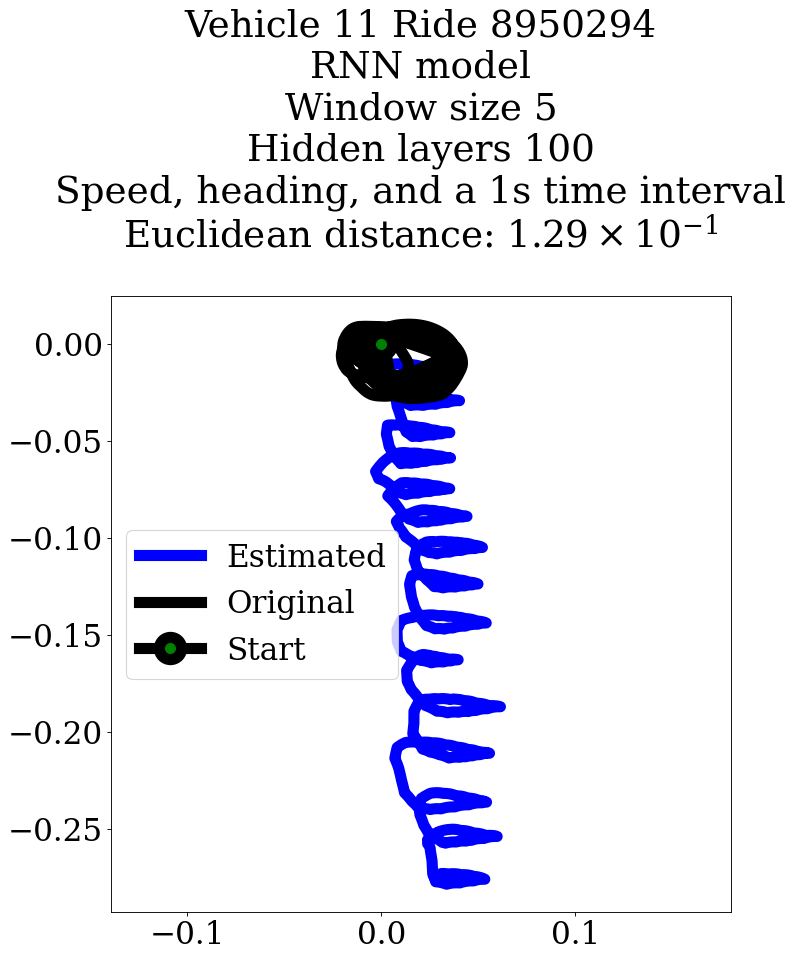 Vehicle 11 Ride 8950294
RNN model
Window size 5
Hidden layers 100
Speed, heading, and a 1s time interval
Euclidean distance: 1.29 × 10⁻¹
0.00
−0.05
−0.10
−0.15
−0.20
−0.25
Estimated
Original
Start
−0.1 0.0 0.1